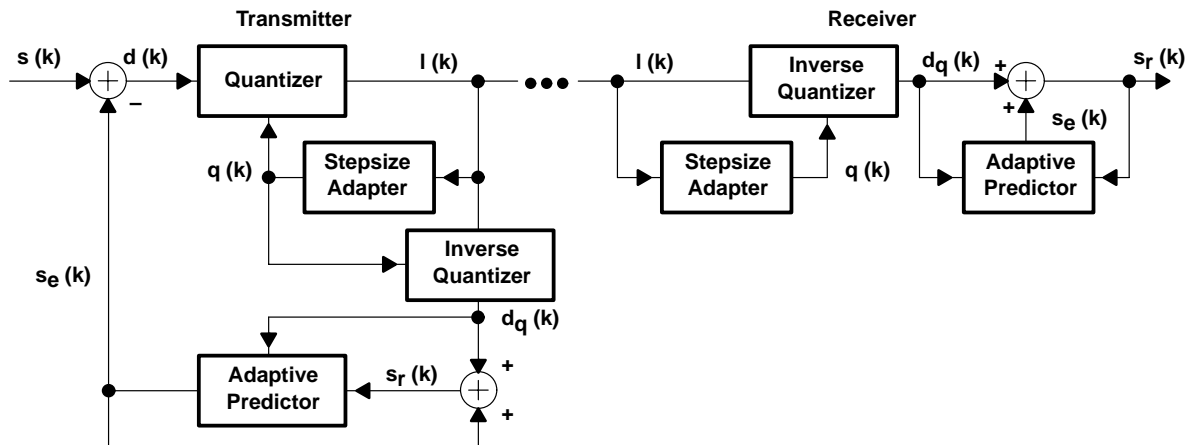 Transmitter
Receiver
s (k)
d (k)
Quantizer
l (k)
l (k)
Inverse
Quantizer
dq (k)
+
sr (k)
−
+
se (k)
q (k)
Stepsize
Adapter
Stepsize
Adapter
q (k)
Adaptive
Predictor
Inverse
Quantizer
se (k)
dq (k)
+
Adaptive
Predictor
sr (k)
+